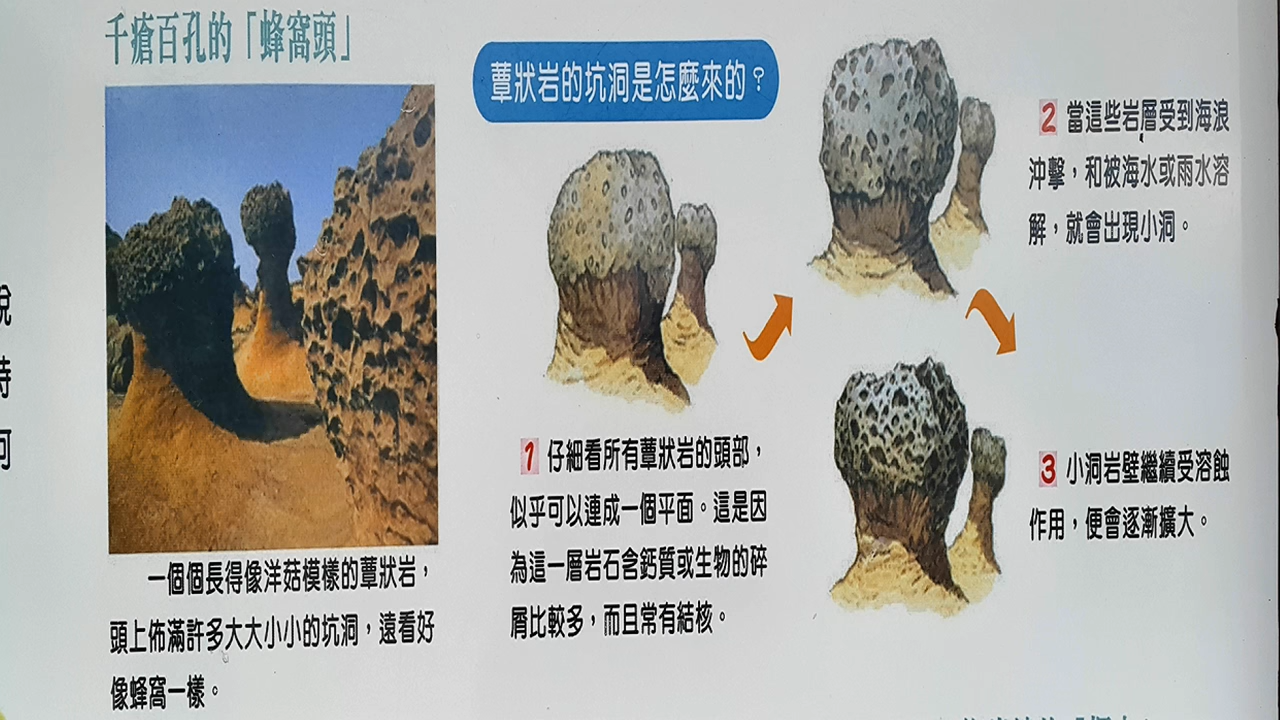 千瘡百孔的「蜂窩頭」
一個個長得像洋菇模樣的蕈狀岩，
頭上佈滿許多大大小小的坑洞，遠看好
像蜂窩一樣。
蕈狀岩的坑洞是怎麼來的？
1 仔細看所有蕈狀岩的頭部，
似乎可以連成一個平面。這是因
為這一層岩石含鈣質或生物的碎
屑比較多，而且常有結核。
2 當這些岩層受到海浪
沖擊，和被海水或雨水溶
解，就會出現小洞。
3 小洞岩壁繼續受溶蝕
作用，便會逐漸擴大。